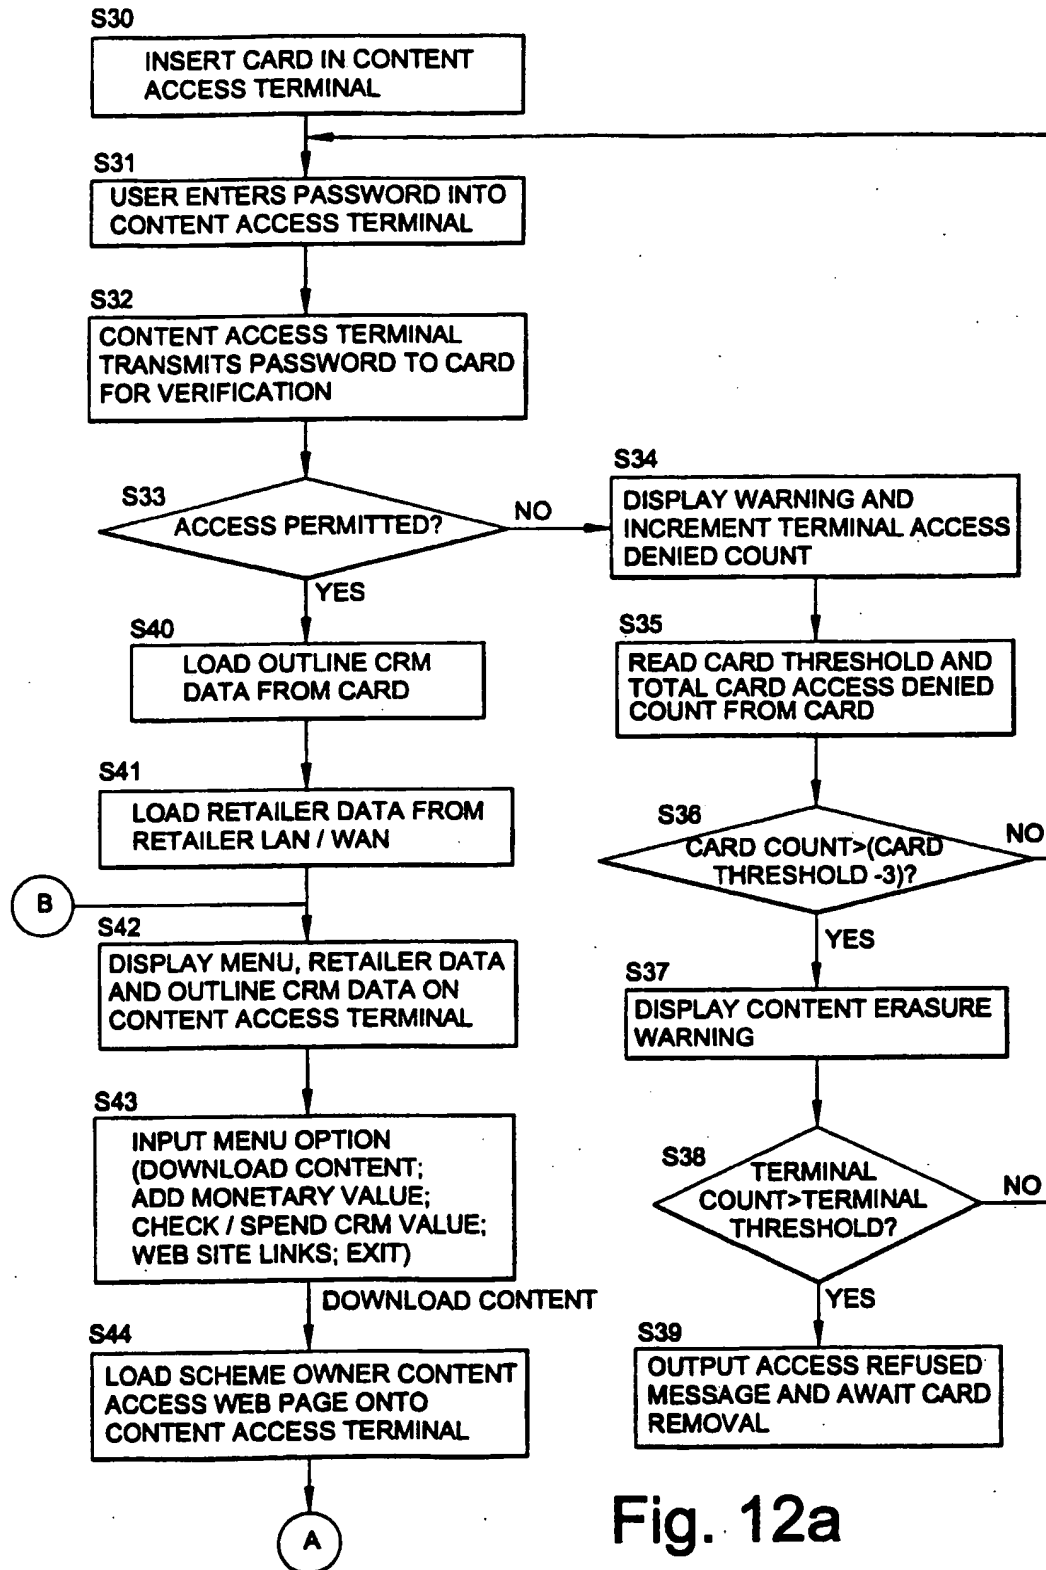 S30
INSERT CARD IN CONTENT
ACCESS TERMINAL
S31
USER ENTERS PASSWORD INTO
CONTENT ACCESS TERMINAL
S32
CONTENT ACCESS TERMINAL
TRANSMITS PASSWORD TO CARD
FOR VERIFICATION
S33
ACCESS PERMITTED?
NO
YES
S34
DISPLAY WARNING AND
INCREMENT TERMINAL ACCESS
DENIED COUNT
S35
READ CARD THRESHOLD AND
TOTAL CARD ACCESS DENIED
COUNT FROM CARD
S36
CARD COUNT>(CARD
THRESHOLD -3)?
NO
YES
S37
DISPLAY CONTENT ERASURE
WARNING
S38
TERMINAL
COUNT>TERMINAL
THRESHOLD?
NO
YES
S39
OUTPUT ACCESS REFUSED
MESSAGE AND AWAIT CARD
REMOVAL
S40
LOAD OUTLINE CRM
DATA FROM CARD
S41
LOAD RETAILER DATA FROM
RETAILER LAN / WAN
B
S42
DISPLAY MENU, RETAILER DATA
AND OUTLINE CRM DATA ON
CONTENT ACCESS TERMINAL
S43
INPUT MENU OPTION
(DOWNLOAD CONTENT;
ADD MONETARY VALUE;
CHECK / SPEND CRM VALUE;
WEB SITE LINKS; EXIT)
DOWNLOAD CONTENT
S44
LOAD SCHEME OWNER CONTENT
ACCESS WEB PAGE ONTO
CONTENT ACCESS TERMINAL
A
Fig. 12a